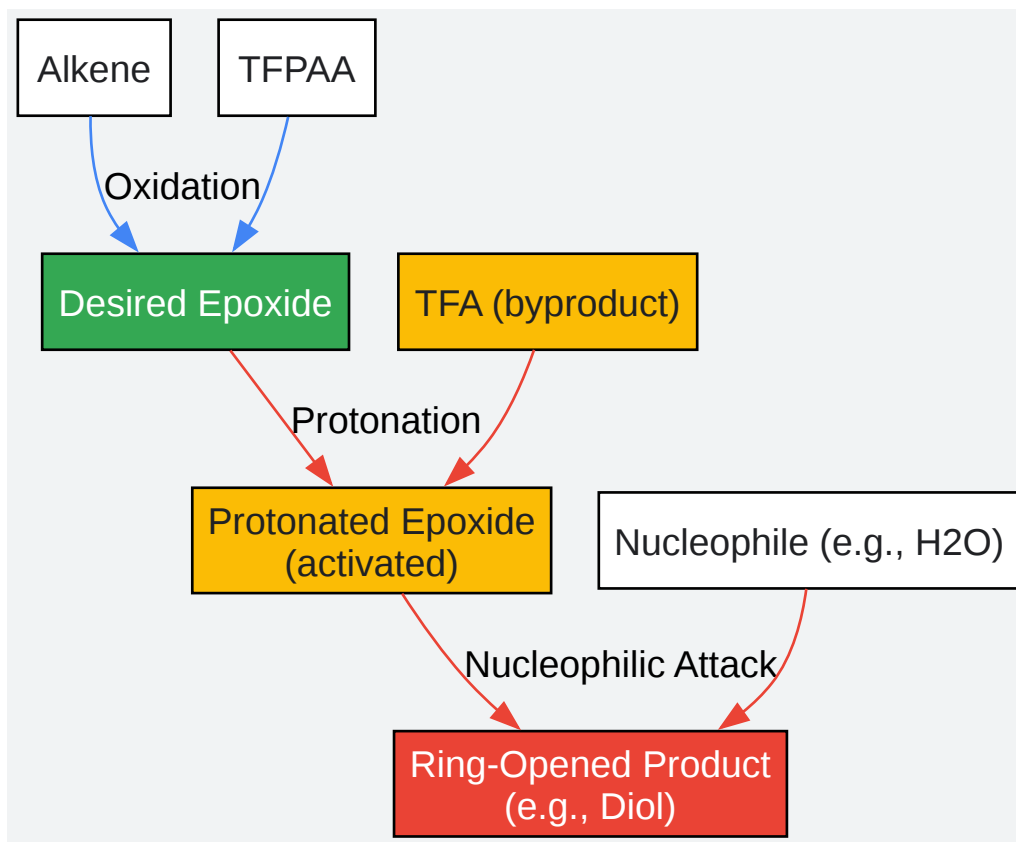 Alkene
TFPAA
Oxidation
Desired Epoxide
TFA (byproduct)
Protonation
Protonated Epoxide
(activated)
Nucleophile (e.g., H2O)
Nucleophilic Attack
Ring-Opened Product
(e.g., Diol)